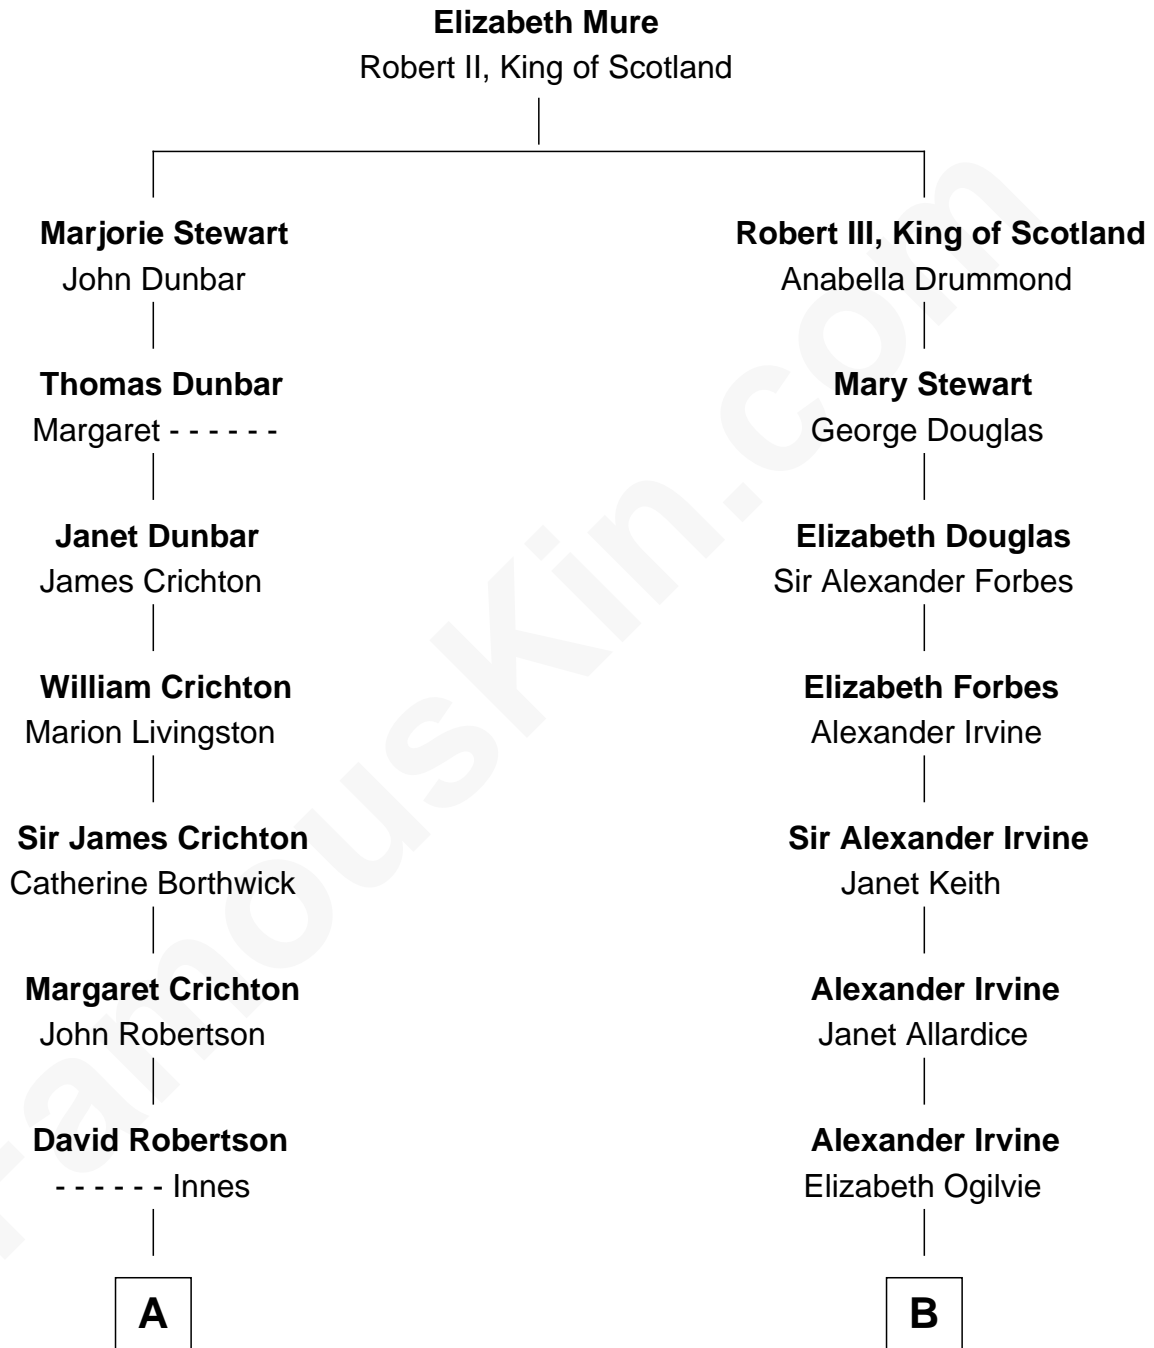 Elizabeth Mure
Robert II, King of Scotland
Marjorie Stewart
John Dunbar
Robert III, King of Scotland
Anabella Drummond
Thomas Dunbar
Margaret - - - - - -
Mary Stewart
George Douglas
Janet Dunbar
James Crichton
Elizabeth Douglas
Sir Alexander Forbes
William Crichton
Marion Livingston
Elizabeth Forbes
Alexander Irvine
Sir James Crichton
Catherine Borthwick
Sir Alexander Irvine
Janet Keith
Margaret Crichton
John Robertson
Alexander Irvine
Janet Allardice
David Robertson
- - - - - - Innes
Alexander Irvine
Elizabeth Ogilvie
A
B
FamousKin.com